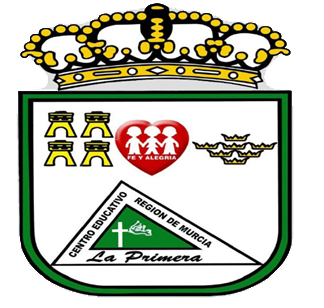 FE Y ALEGRIA
CENTRO EDUCATIVO
REGION DE MURCIA
La Primera